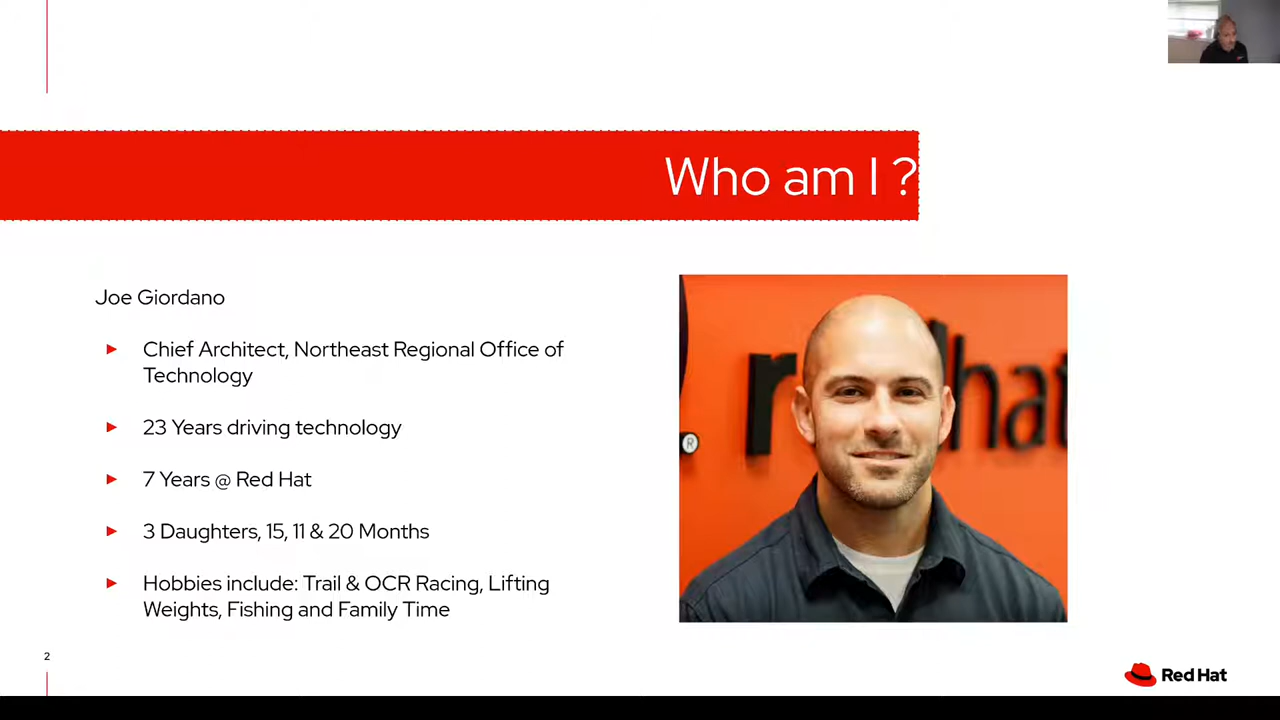 Who am I ?
Joe Giordano
Chief Architect, Northeast Regional Office of
Technology
23 Years driving technology
7 Years @ Red Hat
3 Daughters, 15, 11 & 20 Months
Hobbies include: Trail & OCR Racing, Lifting
Weights, Fishing and Family Time
r
hat
®
2
Red Hat